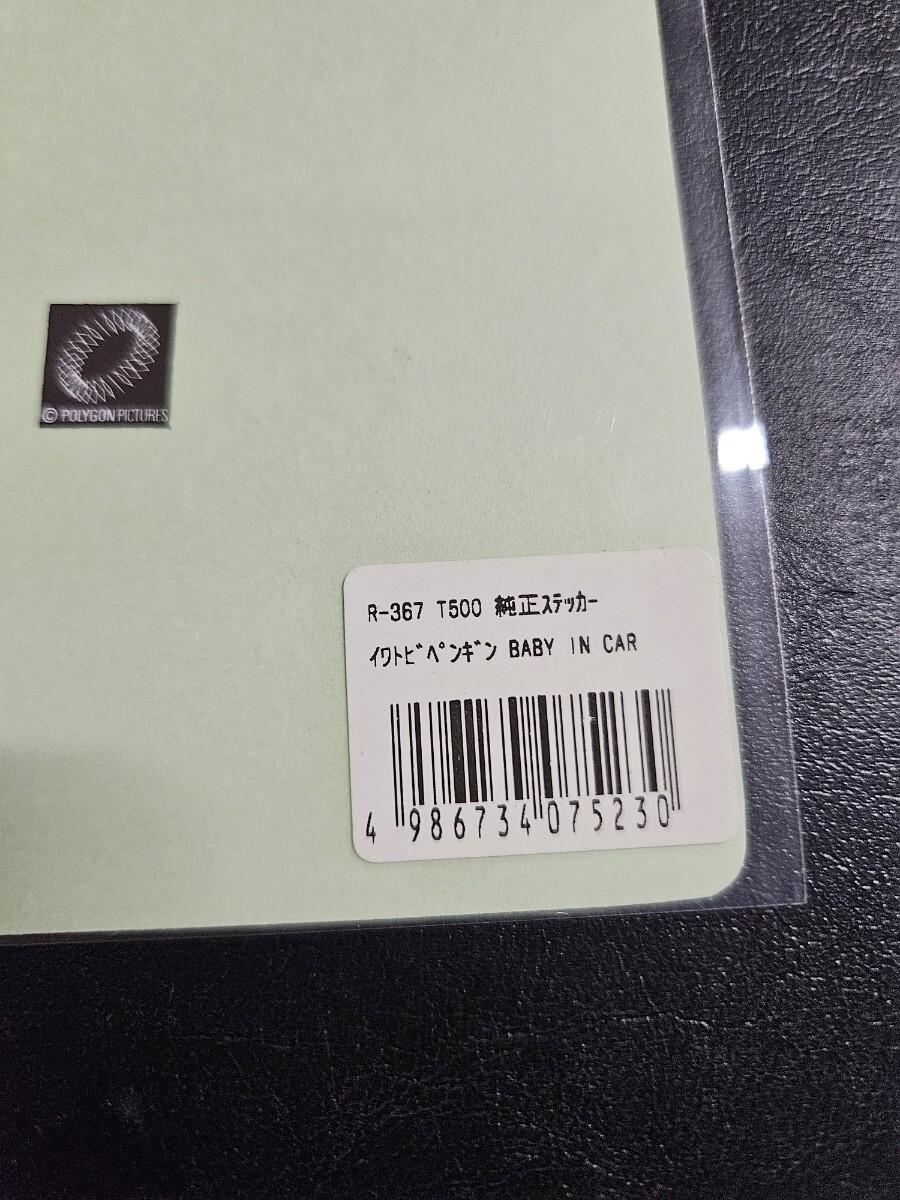 © POLYGON PICTURES
R-367 T500 純正ｽﾃｯｶｰ
ｲﾜﾄﾋﾞﾍﾟﾝｷﾞﾝ BABY IN CAR
4 986734 075230